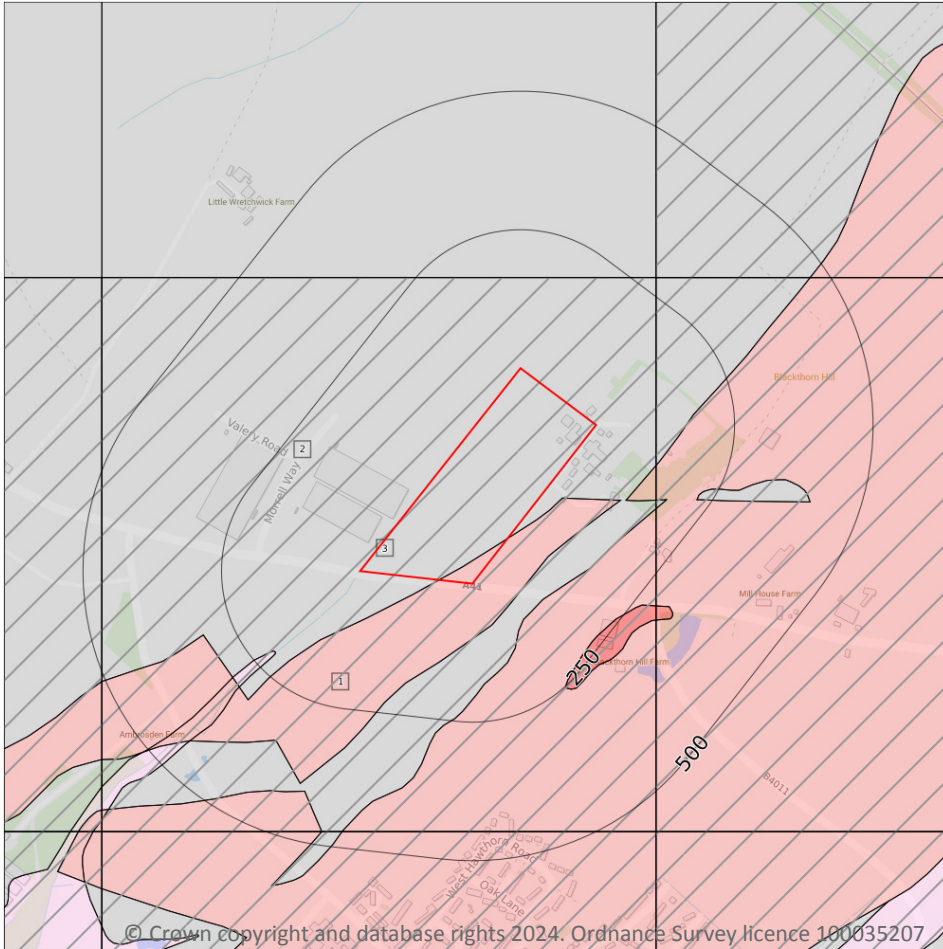 Little Wretchwick Farm
Blackthorn Hill
Valery Road
2
Morrell Way
3
A41
Mill House Farm
250
Blackthorn Hill Farm
1
Ambrosden Farm
500
B4011
West Hawthorn Road
Oak Lane
© Crown copyright and database rights 2024. Ordnance Survey licence 100035207